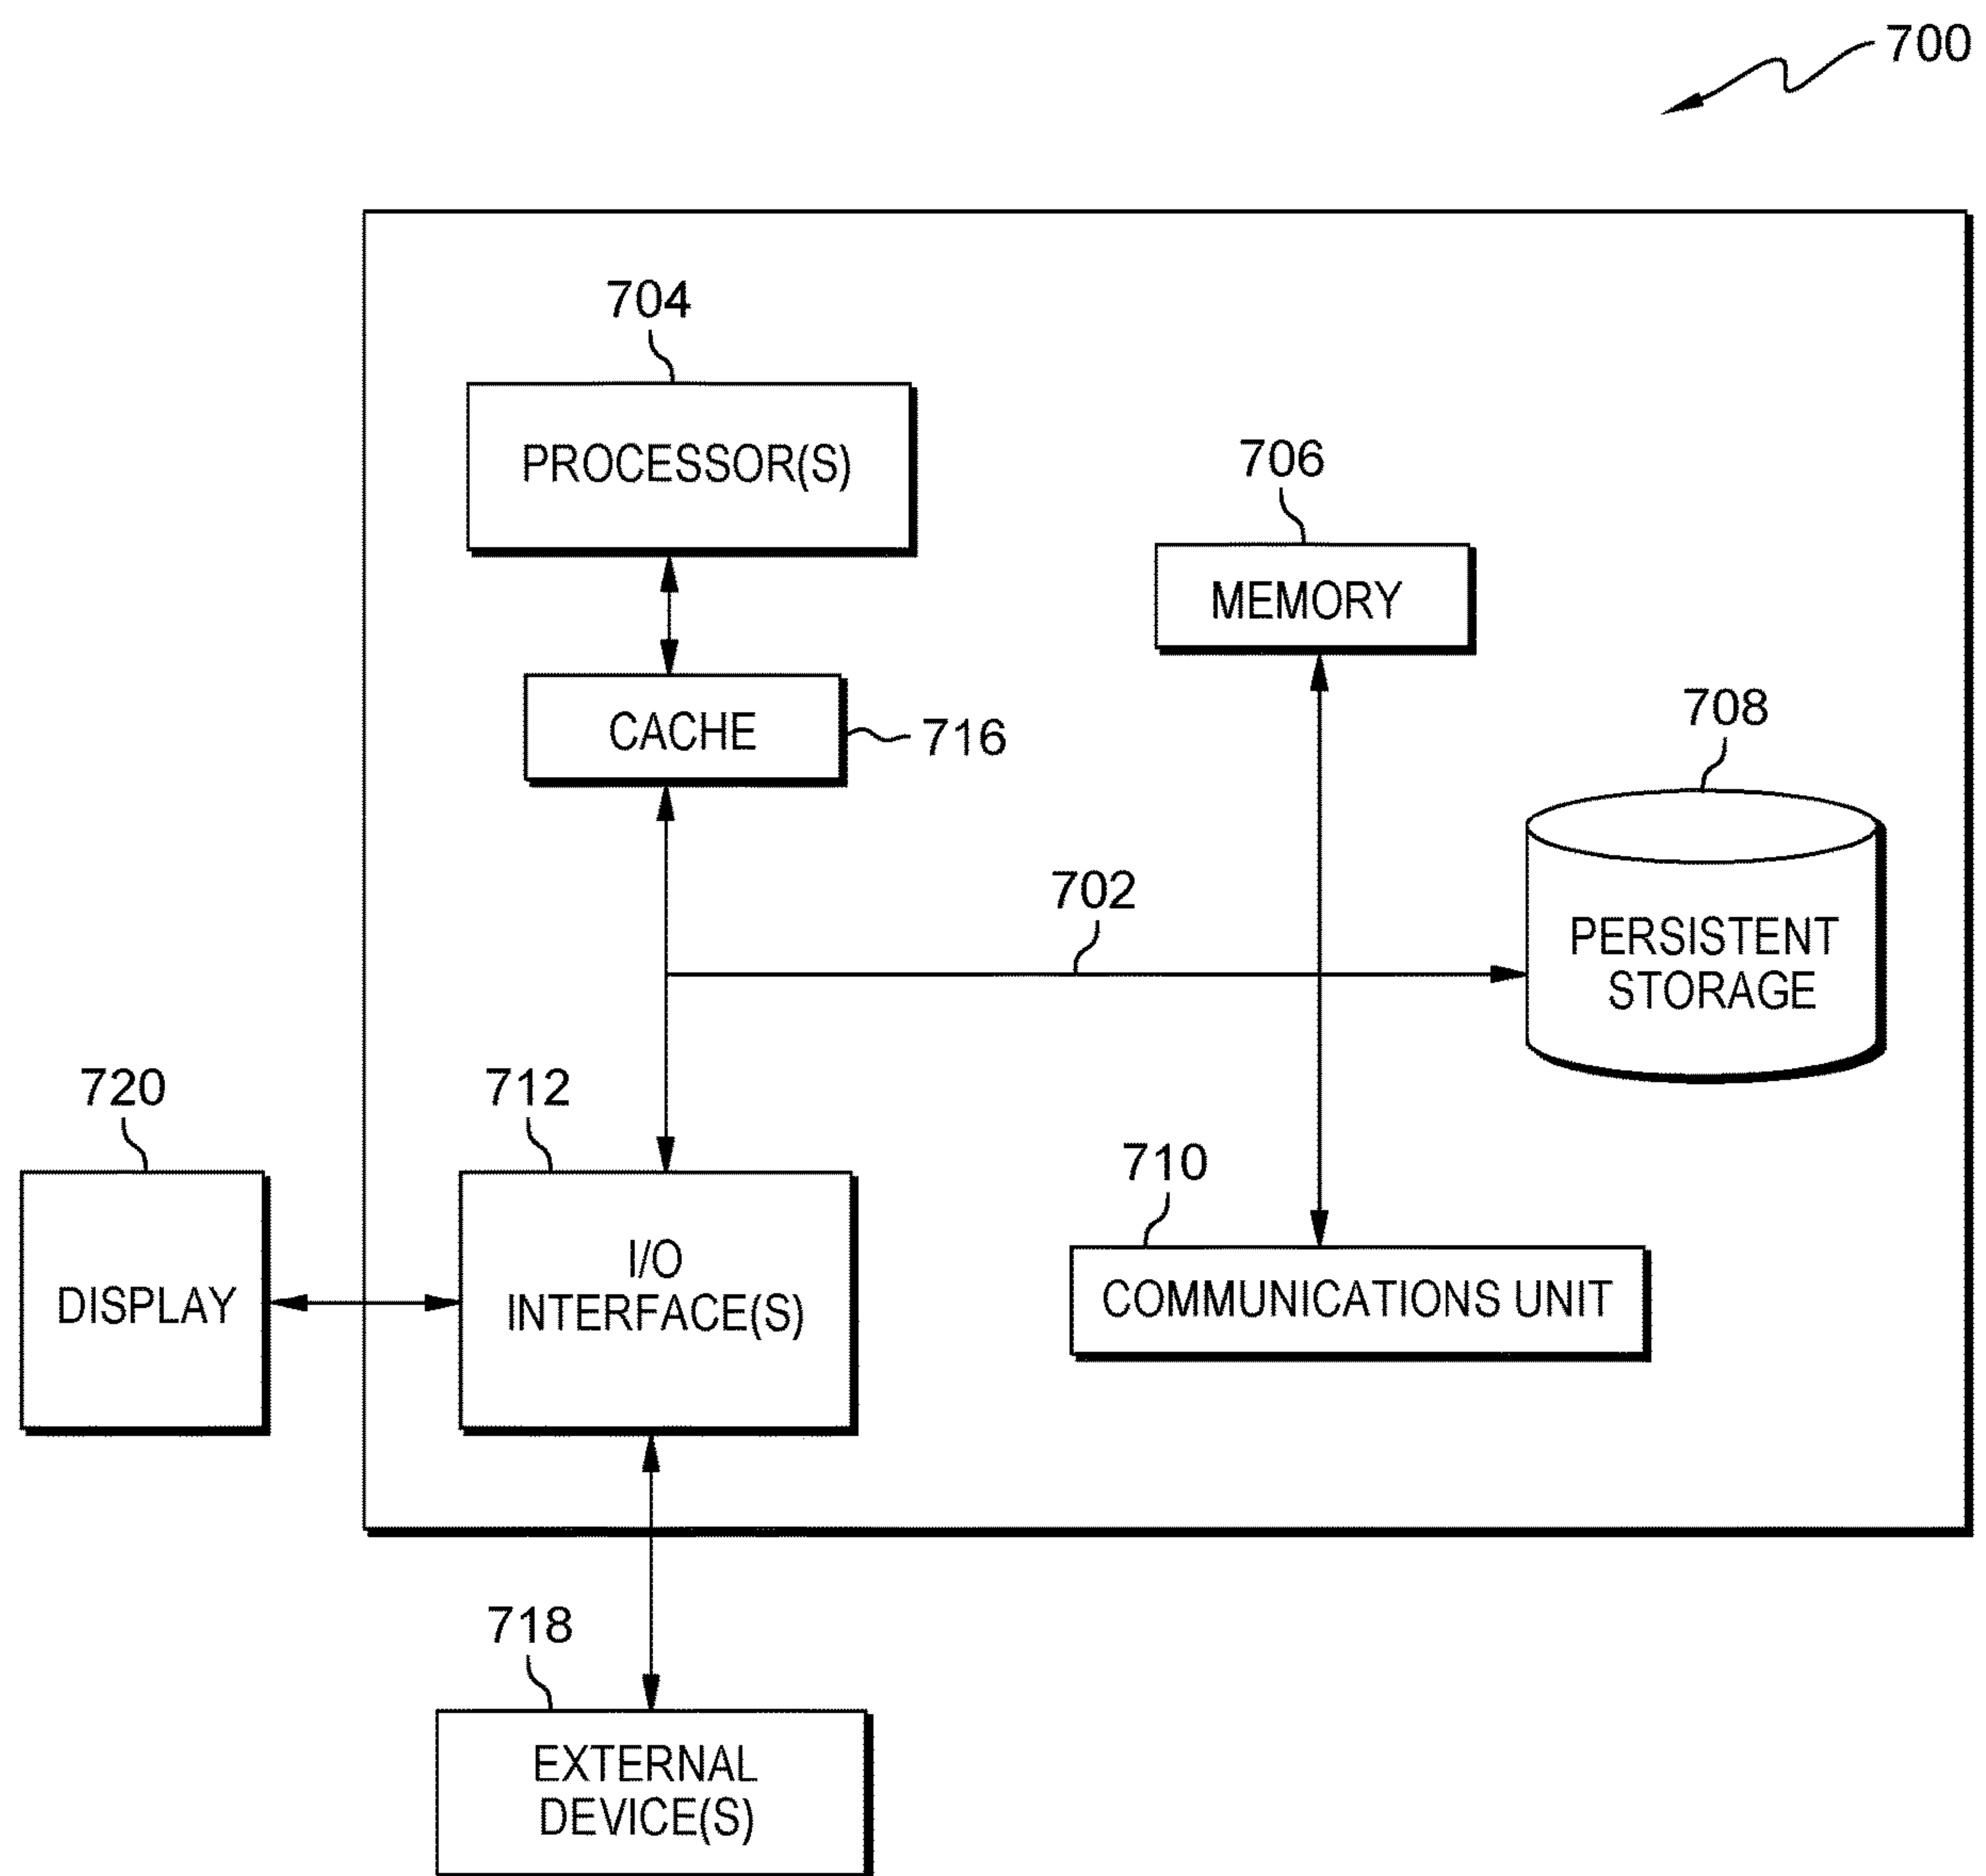 700
704
PROCESSOR(S)
706
MEMORY
CACHE
716
708
702
PERSISTENT
STORAGE
720
712
710
I/O
INTERFACE(S)
DISPLAY
COMMUNICATIONS UNIT
718
EXTERNAL
DEVICE(S)